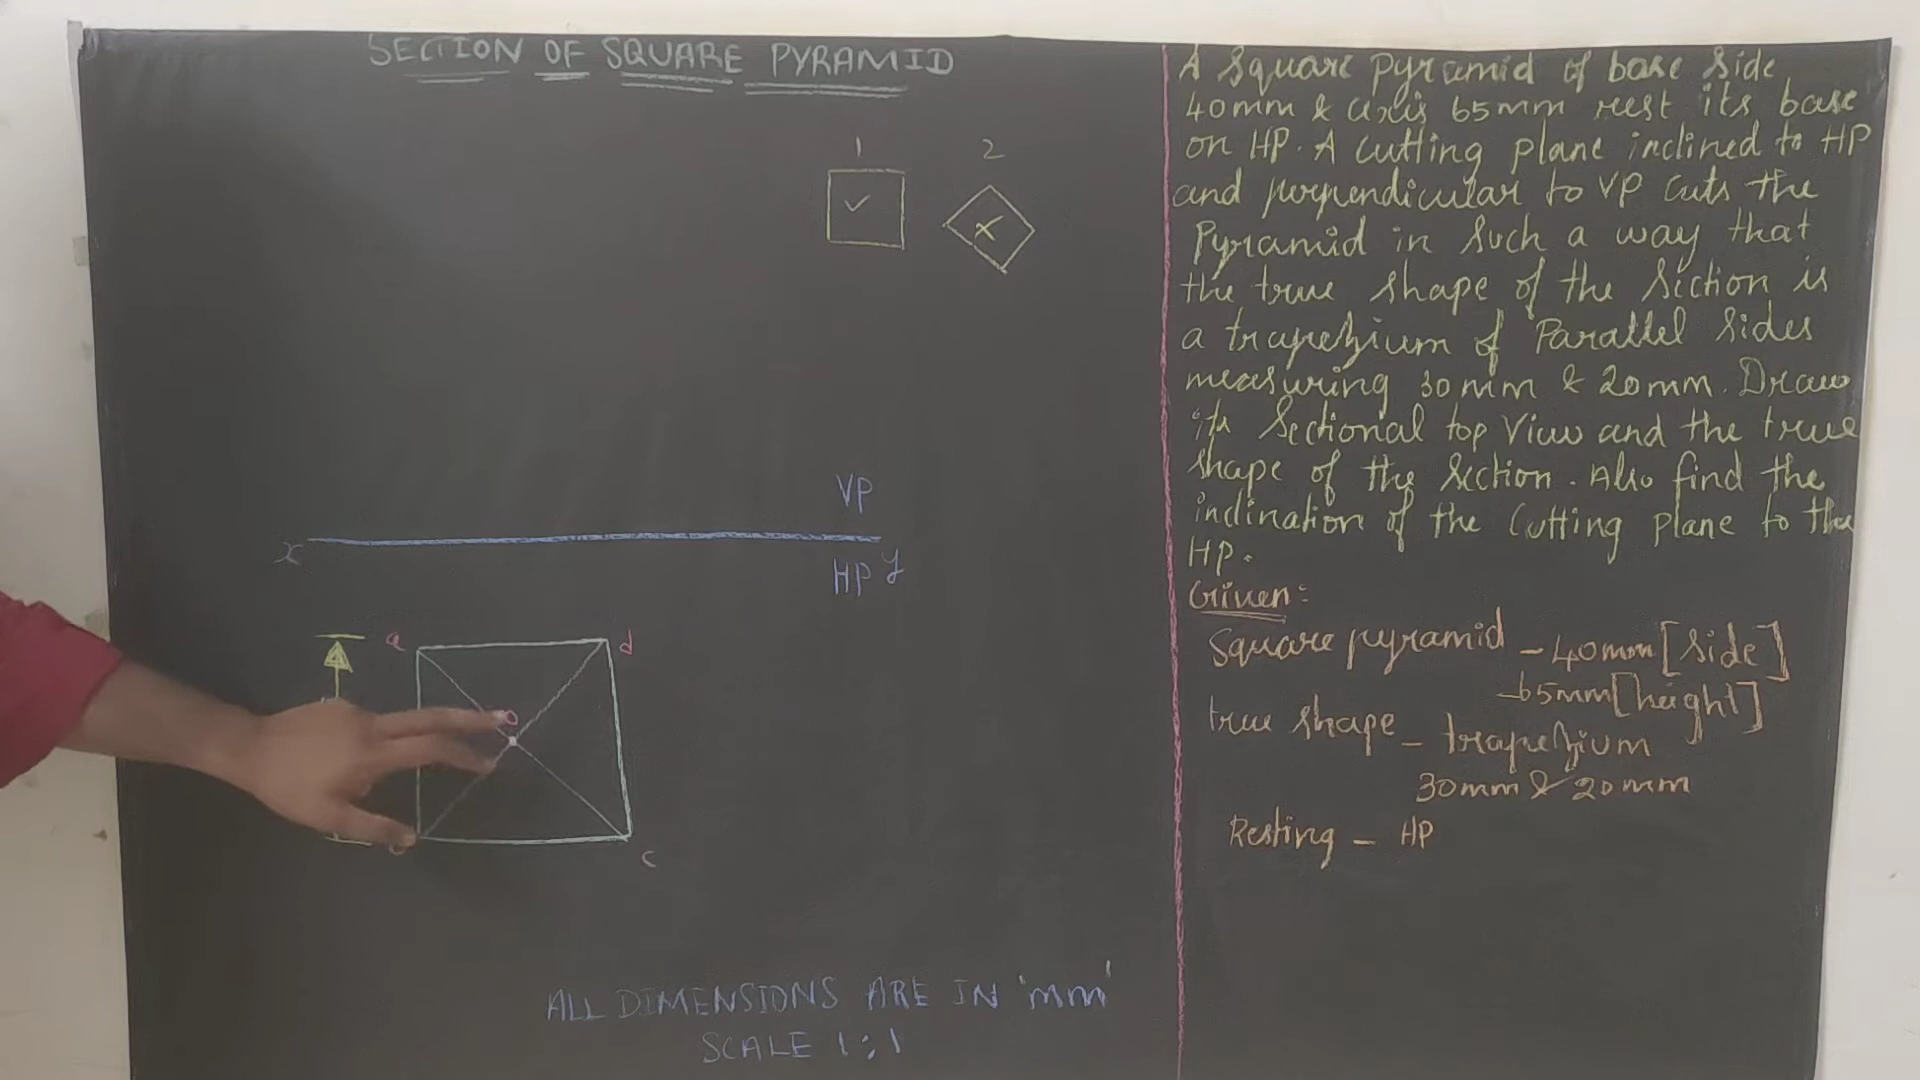 SECTION OF SQUARE PYRAMID
1 2
VP
x
HP y
a d
o
c
ALL DIMENSIONS ARE IN 'mm'
SCALE 1:1
A Square pyramid of base side
40mm & axis 65mm rest its base
on HP. A cutting plane inclined to HP
and perpendicular to VP cuts the
Pyramid in such a way that
the true shape of the section is
a trapezium of Parallel sides
measuring 30mm & 20mm. Draw
its Sectional top View and the true
shape of the section. Also find the
inclination of the cutting plane to the
HP.
Given:
Square pyramid - 40mm [side]
- 65mm [height]
true shape - trapezium
30mm & 20mm
Resting - HP